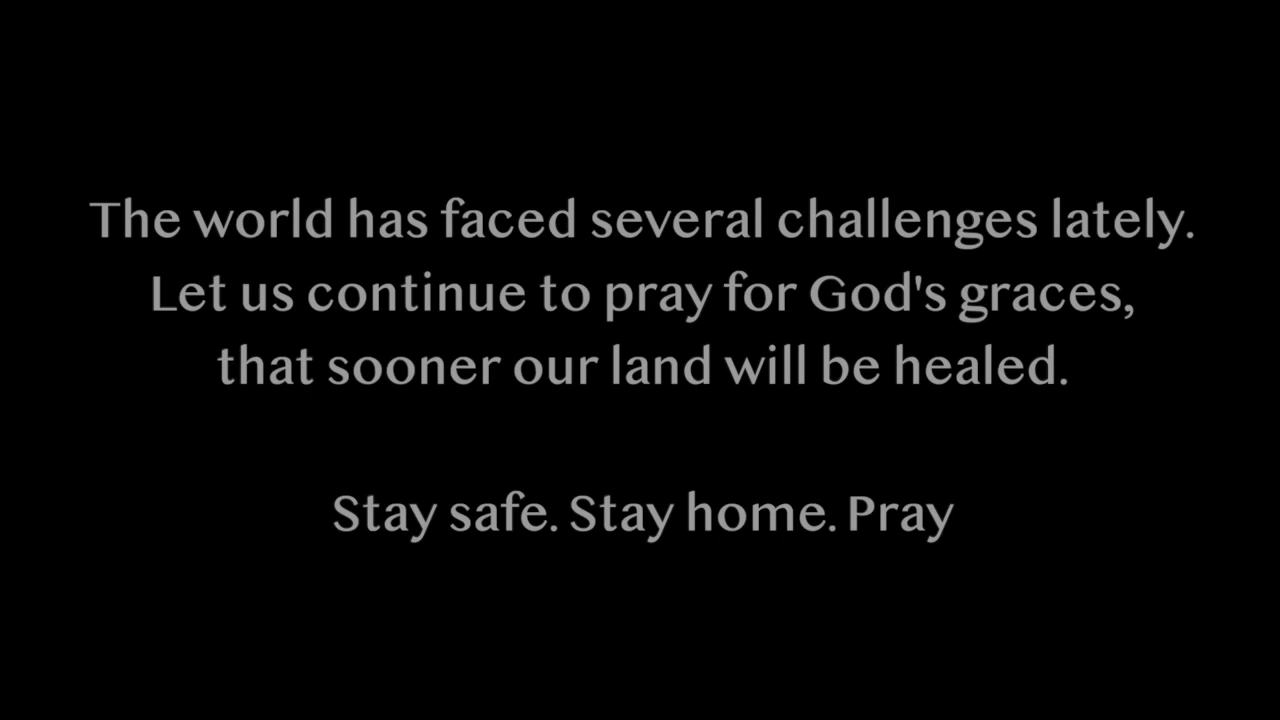 The world has faced several challenges lately.
Let us continue to pray for God's graces,
that sooner our land will be healed.
Stay safe. Stay home. Pray